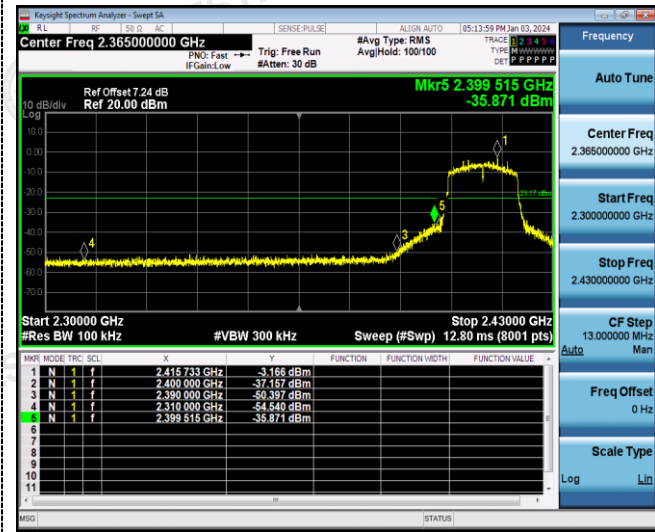 Keysight Spectrum Analyzer - Swept SA
RL RF 50 Ω AC SENSE:PULSE ALIGN AUTO 05:13:59 PM Jan 03, 2024
Center Freq 2.365000000 GHz
PNO: Fast
IFGain:Low
Trig: Free Run
#Atten: 30 dB
#Avg Type: RMS
Avg|Hold: 100/100
TRACE 1 2 3 4 5 6
TYPE M W W W W W
DET P P P P P P
Mkr5 2.399 515 GHz
-35.871 dBm
Ref Offset 7.24 dB
Ref 20.00 dBm
10 dB/div
Log
10.0
0.00
-10.0
-20.0
-30.0
-40.0
-50.0
-60.0
-70.0
1
-23.17 dBm
5
3
4
Start 2.30000 GHz Stop 2.43000 GHz
#Res BW 100 kHz #VBW 300 kHz Sweep (#Swp) 12.80 ms (8001 pts)
MKR MODE TRC SCL X Y FUNCTION FUNCTION WIDTH FUNCTION VALUE
1 N 1 f 2.415 733 GHz -3.166 dBm
2 N 1 f 2.400 000 GHz -37.157 dBm
3 N 1 f 2.390 000 GHz -50.397 dBm
4 N 1 f 2.310 000 GHz -54.540 dBm
5 N 1 f 2.399 515 GHz -35.871 dBm
6
7
8
9
10
11
MSG STATUS
Frequency
Auto Tune
Center Freq
2.365000000 GHz
Start Freq
2.300000000 GHz
Stop Freq
2.430000000 GHz
CF Step
13.000000 MHz
Auto Man
Freq Offset
0 Hz
Scale Type
Log Lin